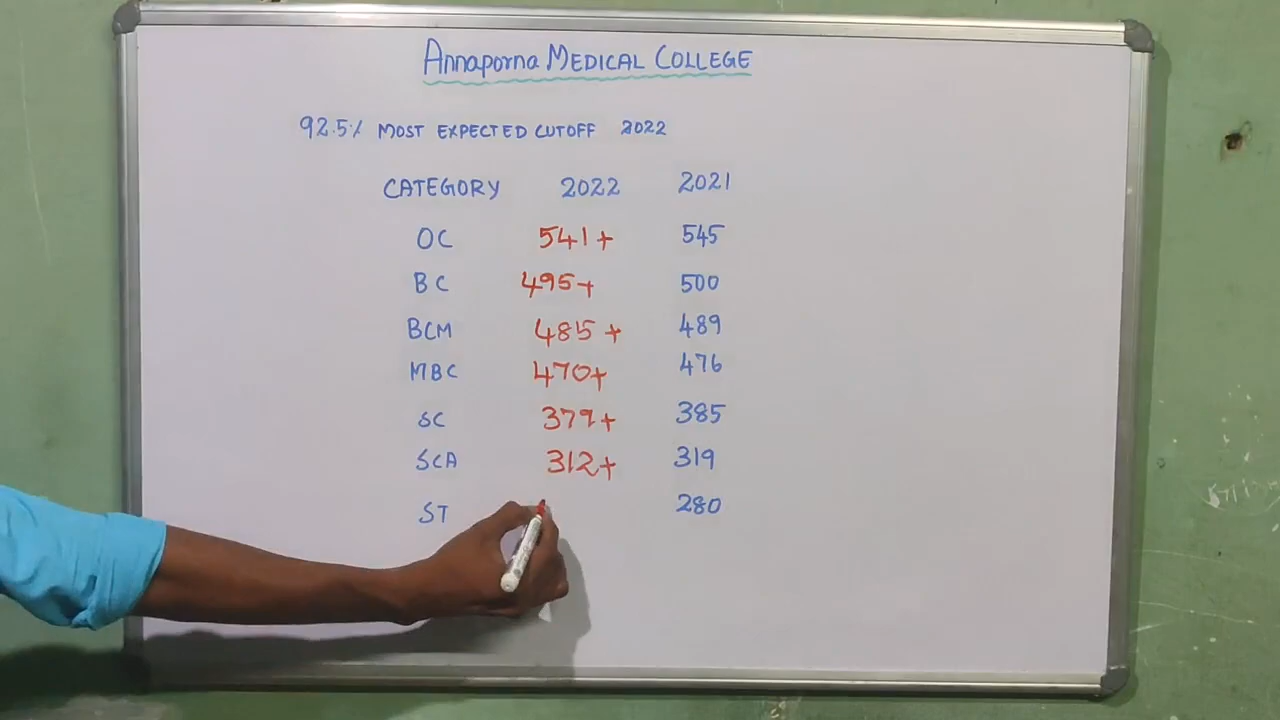 Annaporna MEDICAL COLLEGE
92.5% MOST EXPECTED CUTOFF 2022
CATEGORY 2022 2021
OC 541+ 545
BC 495+ 500
BCM 485+ 489
MBC 470+ 476
SC 379+ 385
SCA 312+ 319
ST 280